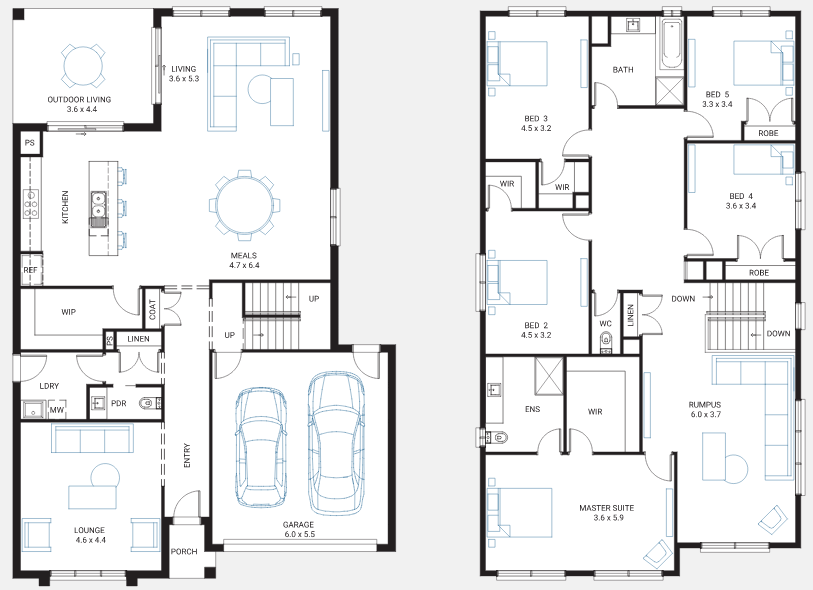 LIVING
3.6 x 5.3
OUTDOOR LIVING
3.6 x 4.4
PS
KITCHEN
REF
MEALS
4.7 x 6.4
WIP
COAT
UP
UP
PS
LINEN
LDRY
MW
PDR
ENTRY
LOUNGE
4.6 x 4.4
GARAGE
6.0 x 5.5
PORCH
BATH
BED 3
4.5 x 3.2
BED 5
3.3 x 3.4
ROBE
WIR
WIR
BED 4
3.6 x 3.4
ROBE
BED 2
4.5 x 3.2
WC
LINEN
DOWN
DOWN
ENS
WIR
RUMPUS
6.0 x 3.7
MASTER SUITE
3.6 x 5.9